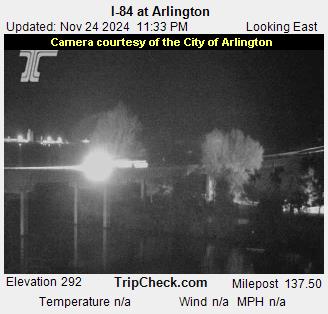 I-84 at Arlington
Updated: Nov 24 2024 11:33 PM Looking East
Camera courtesy of the City of Arlington
Elevation 292 TripCheck.com Milepost 137.50
Temperature n/a Wind n/a MPH n/a